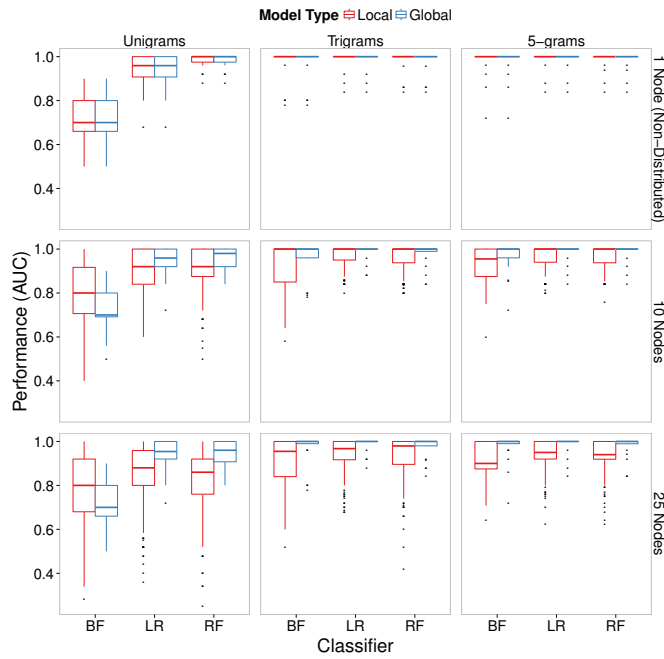 Model Type Local Global
Unigrams Trigrams 5-grams
1.0
0.8
0.6
0.4
1 Node (Non-Distributed)
1.0
0.8
0.6
0.4
10 Nodes
1.0
0.8
0.6
0.4
25 Nodes
Performance (AUC)
BF LR RF BF LR RF BF LR RF
Classifier